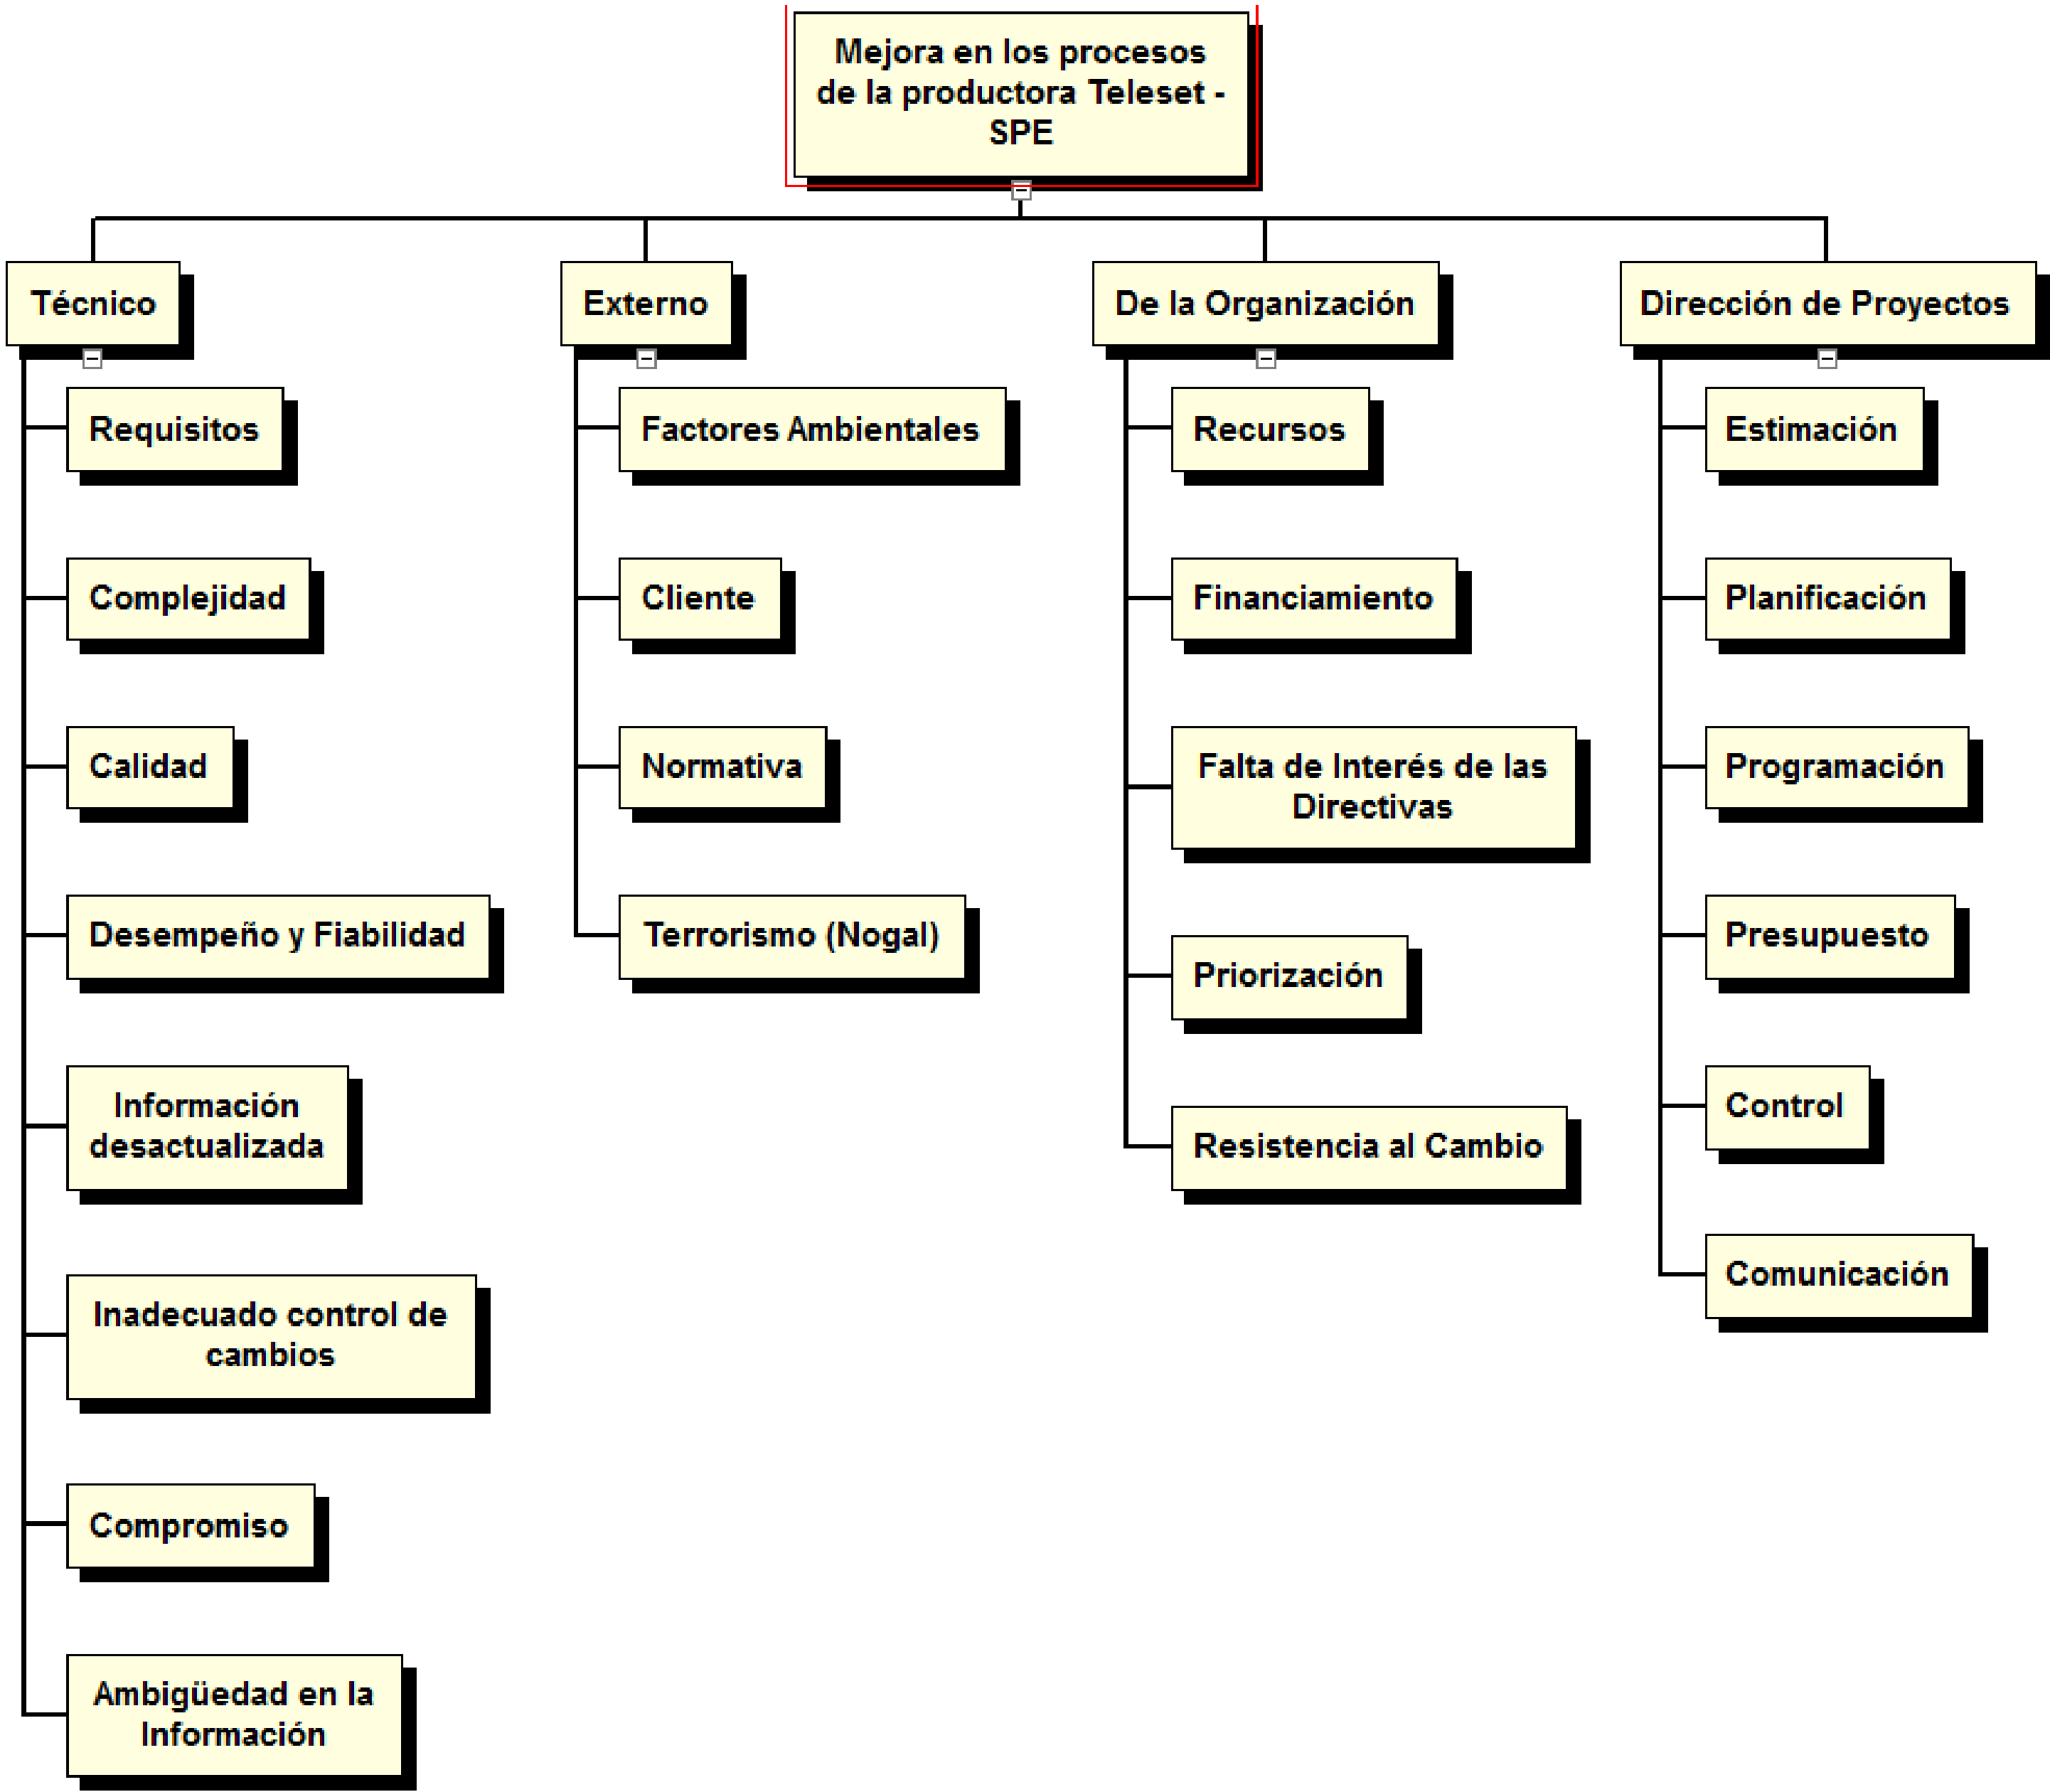 Mejora en los procesos
de la productora Teleset -
SPE
Técnico
Requisitos
Complejidad
Calidad
Desempeño y Fiabilidad
Información
desactualizada
Inadecuado control de
cambios
Compromiso
Ambigüedad en la
Información
Externo
Factores Ambientales
Cliente
Normativa
Terrorismo (Nogal)
De la Organización
Recursos
Financiamiento
Falta de Interés de las
Directivas
Priorización
Resistencia al Cambio
Dirección de Proyectos
Estimación
Planificación
Programación
Presupuesto
Control
Comunicación